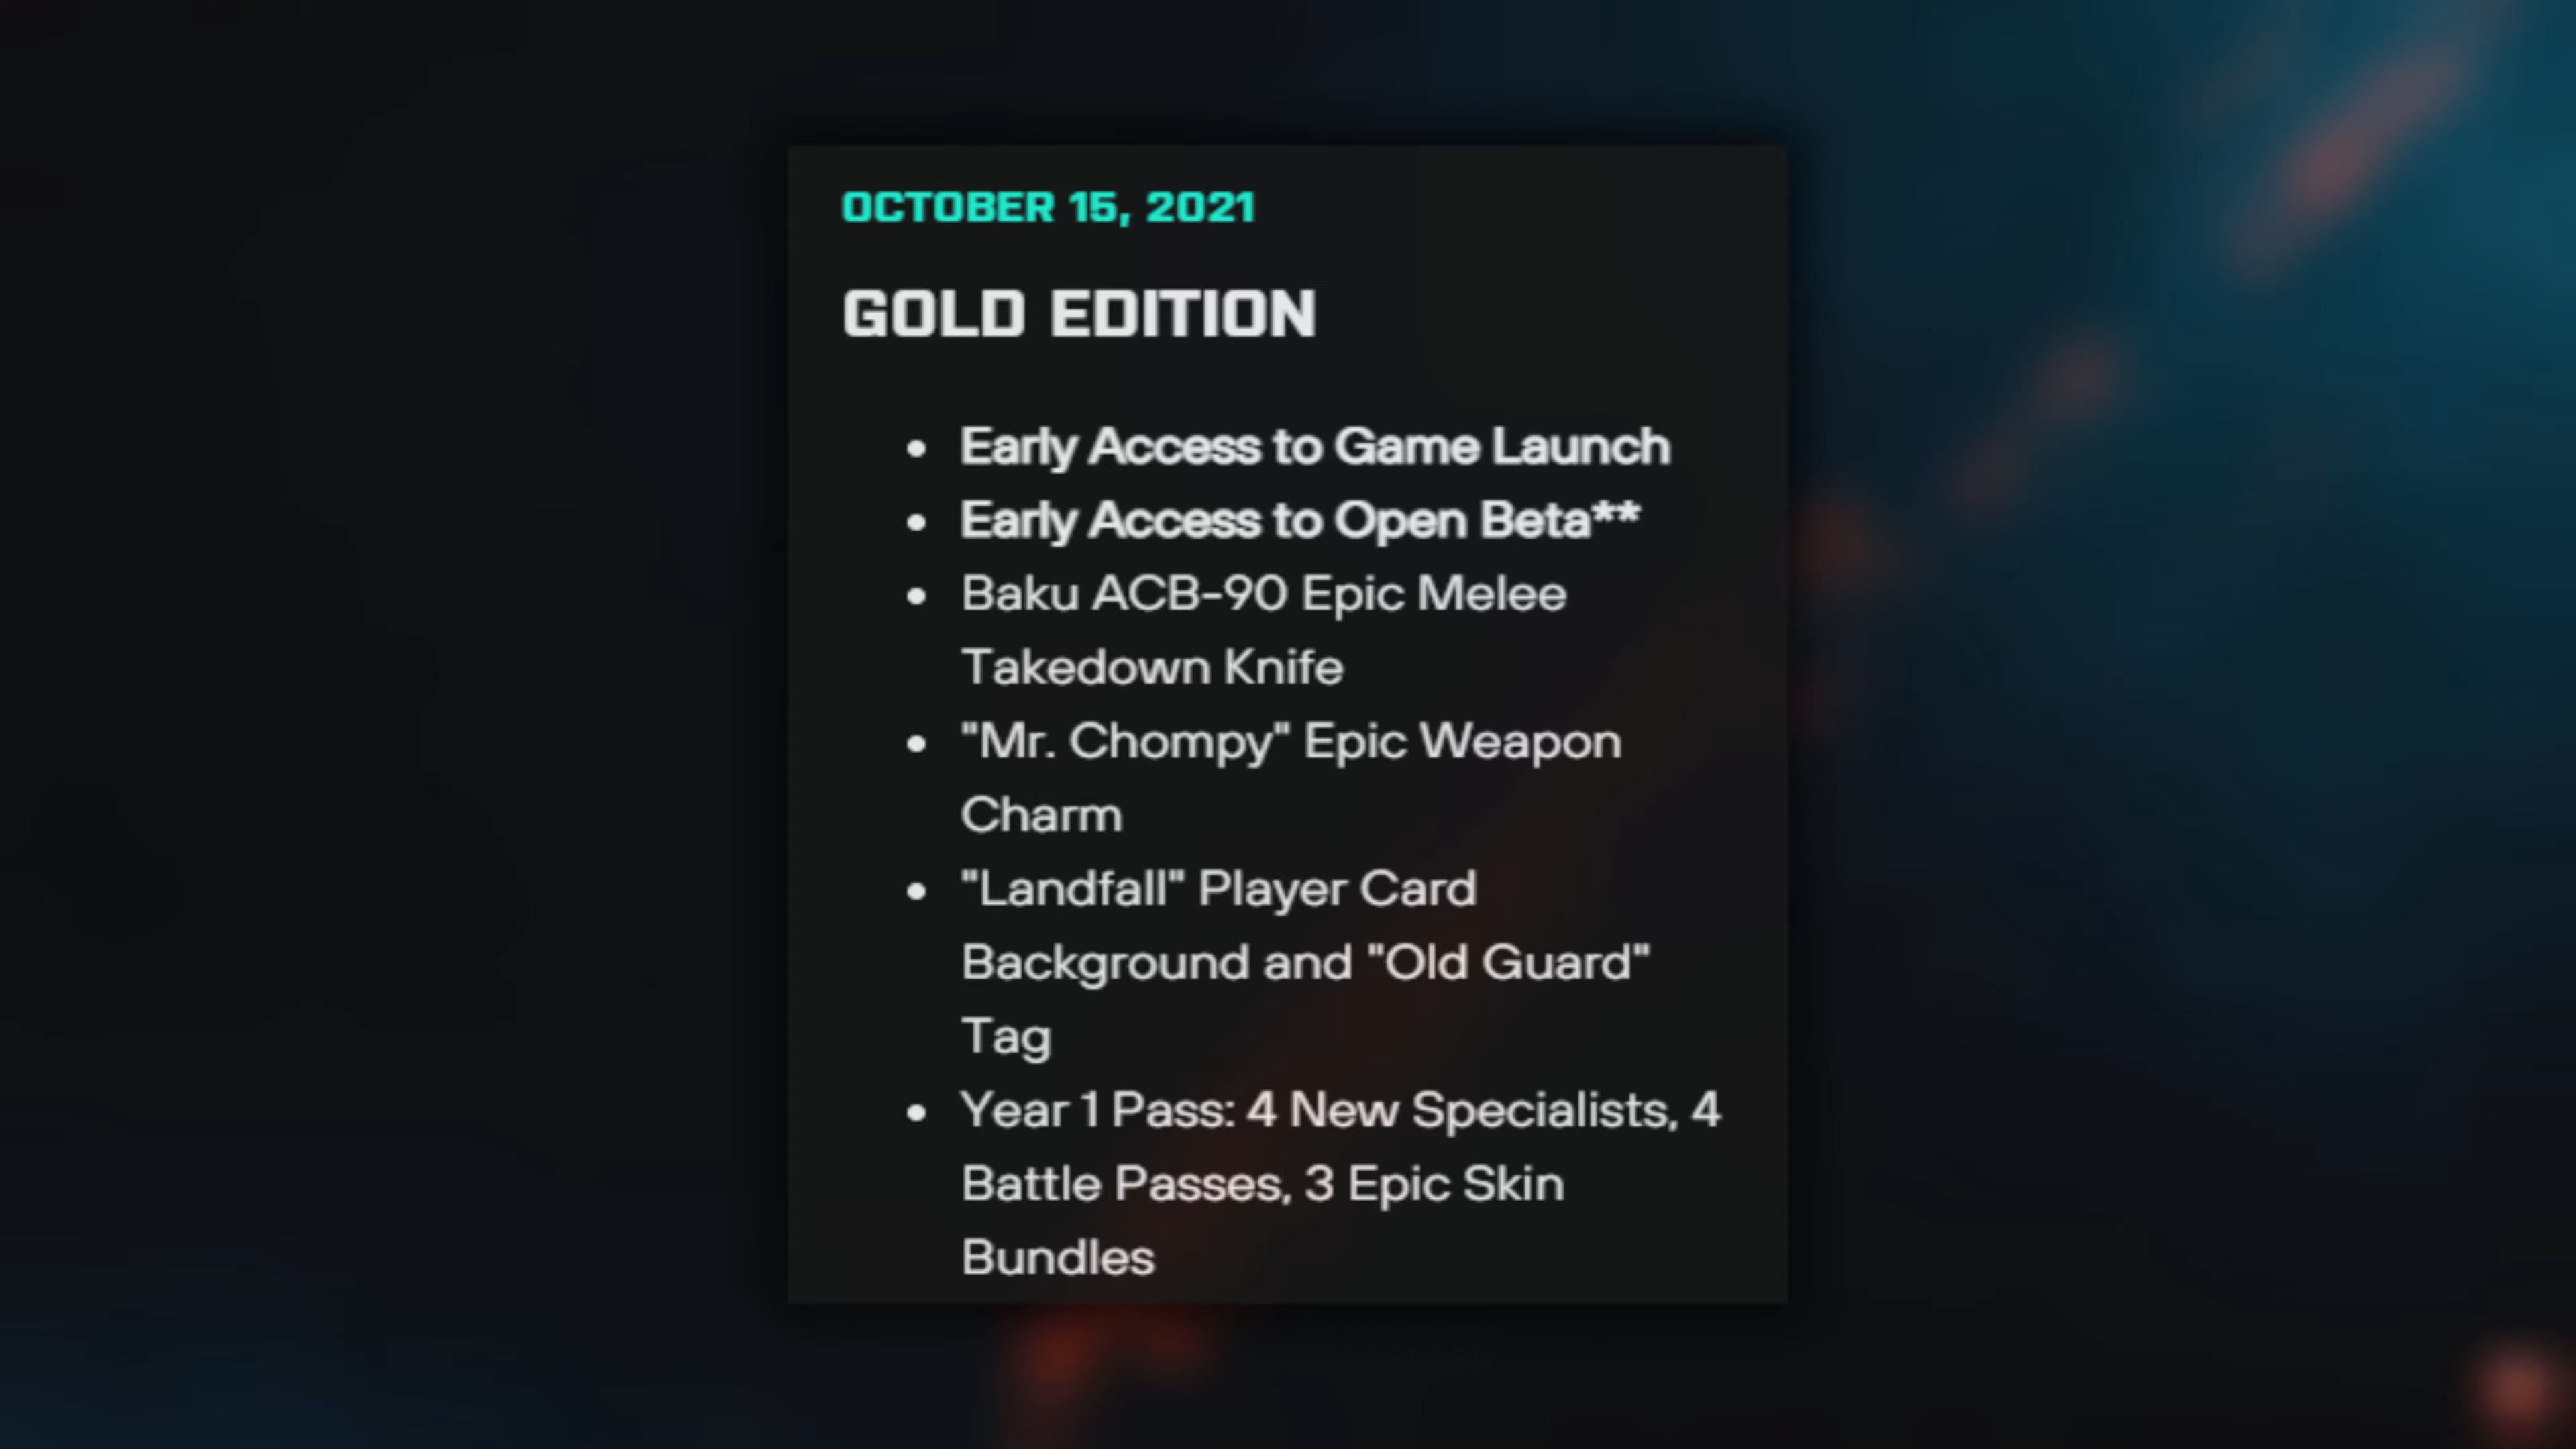 OCTOBER 15, 2021
GOLD EDITION
• Early Access to Game Launch
• Early Access to Open Beta**
• Baku ACB-90 Epic Melee
Takedown Knife
• "Mr. Chompy" Epic Weapon
Charm
• "Landfall" Player Card
Background and "Old Guard"
Tag
• Year 1 Pass: 4 New Specialists, 4
Battle Passes, 3 Epic Skin
Bundles